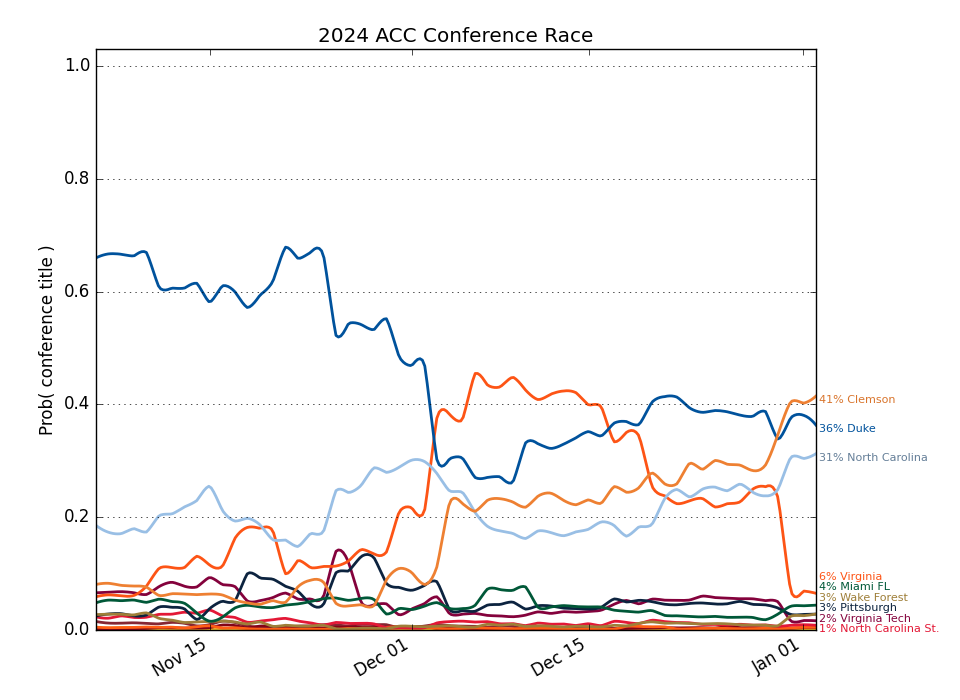 2024 ACC Conference Race
Prob( conference title )
1.0
0.8
0.6
0.4
0.2
0.0
Nov 15
Dec 01
Dec 15
Jan 01
41% Clemson
36% Duke
31% North Carolina
6% Virginia
4% Miami FL
3% Wake Forest
3% Pittsburgh
2% Virginia Tech
1% North Carolina St.